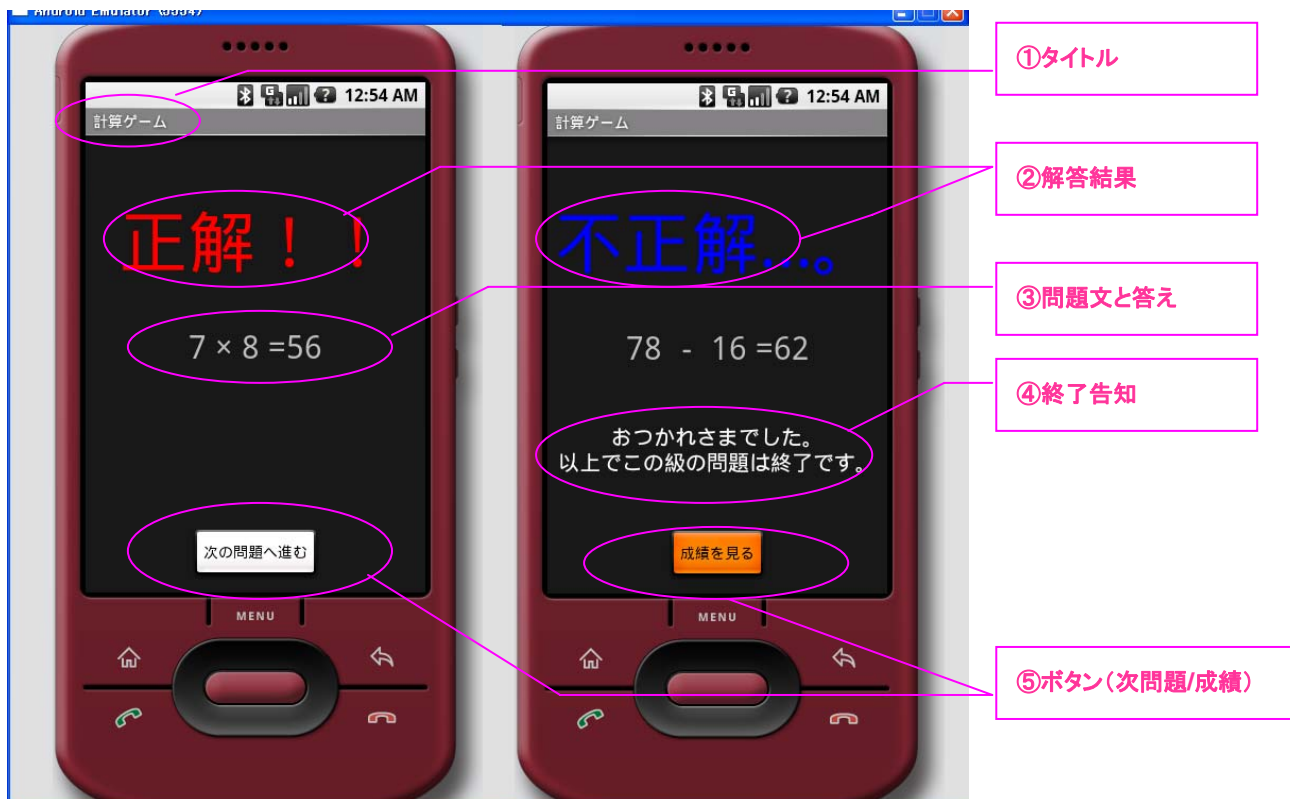 Android Emulator (5554)
12:54 AM
計算ゲーム
正解！！
7 × 8 =56
次の問題へ進む
MENU
12:54 AM
計算ゲーム
不正解...。
78 - 16 =62
おつかれさまでした。
以上でこの級の問題は終了です。
成績を見る
MENU
①タイトル
②解答結果
③問題文と答え
④終了告知
⑤ボタン（次問題/成績）